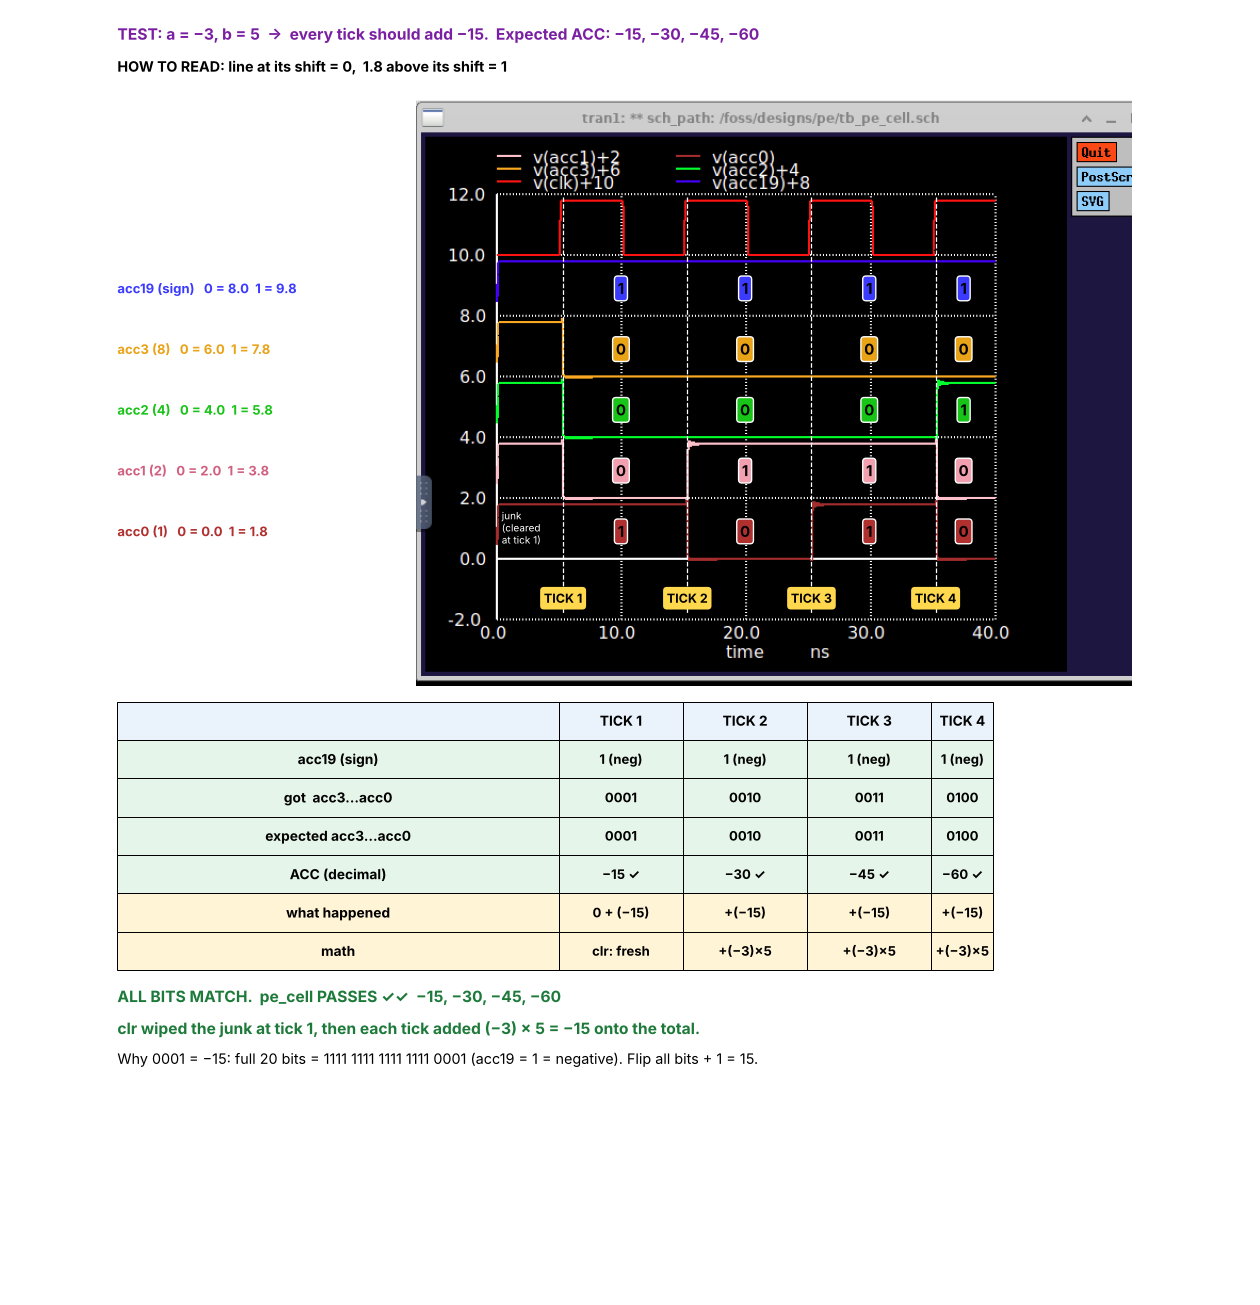 TEST: a = −3, b = 5 → every tick should add −15. Expected ACC: −15, −30, −45, −60
HOW TO READ: line at its shift = 0, 1.8 above its shift = 1
tran1: ** sch_path: /foss/designs/pe/tb_pe_cell.sch
Quit
PostScr
SVG
v(acc1)+2 v(acc0)
v(acc3)+6 v(acc2)+4
v(clk)+10 v(acc19)+8
12.0
10.0
acc19 (sign) 0 = 8.0 1 = 9.8
1 1 1 1
8.0
acc3 (8) 0 = 6.0 1 = 7.8
0 0 0 0
6.0
acc2 (4) 0 = 4.0 1 = 5.8
0 0 0 1
4.0
acc1 (2) 0 = 2.0 1 = 3.8
0 1 1 0
2.0
junk
(cleared
at tick 1)
acc0 (1) 0 = 0.0 1 = 1.8
1 0 1 0
0.0
TICK 1 TICK 2 TICK 3 TICK 4
-2.0
0.0 10.0 20.0 30.0 40.0
time ns
TICK 1 TICK 2 TICK 3 TICK 4
acc19 (sign) 1 (neg) 1 (neg) 1 (neg) 1 (neg)
got acc3...acc0 0001 0010 0011 0100
expected acc3...acc0 0001 0010 0011 0100
ACC (decimal) −15 ✓ −30 ✓ −45 ✓ −60 ✓
what happened 0 + (−15) +(−15) +(−15) +(−15)
math clr: fresh +(−3)×5 +(−3)×5 +(−3)×5
ALL BITS MATCH. pe_cell PASSES ✓✓ −15, −30, −45, −60
clr wiped the junk at tick 1, then each tick added (−3) × 5 = −15 onto the total.
Why 0001 = −15: full 20 bits = 1111 1111 1111 1111 0001 (acc19 = 1 = negative). Flip all bits + 1 = 15.